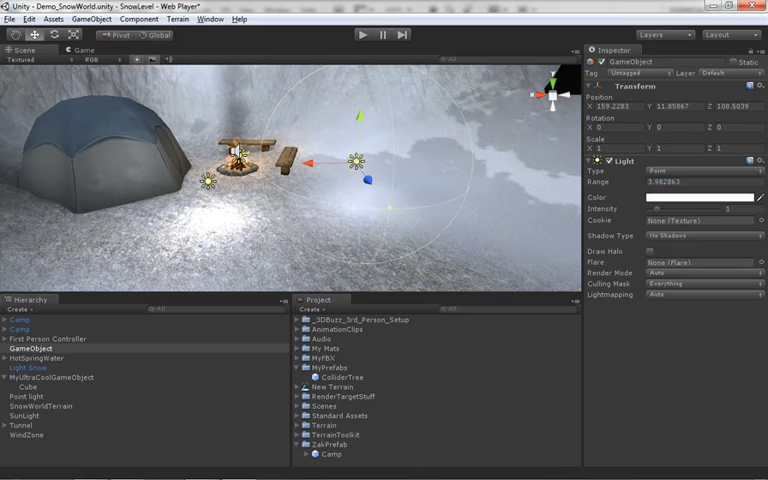 Unity - Demo_SnowWorld.unity - SnowLevel - Web Player*
File Edit Assets GameObject Component Terrain Window Help
Pivot Global Layers Layout
Scene Game
Textured RGB All
y
x
Hierarchy
Create All
Camp
Camp
First Person Controller
GameObject
HotSpringWater
Light Snow
MyUltraCoolGameObject
Cube
Point light
SnowWorldTerrain
SunLight
Tunnel
WindZone
Project
Create All
_3DBuzz_3rd_Person_Setup
AnimationClips
Audio
My Mats
MyFBX
MyPrefabs
ColliderTree
New Terrain
RenderTargetStuff
Scenes
Standard Assets
Terrain
TerrainToolkit
ZakPrefab
Camp
Inspector
GameObject Static
Tag Untagged Layer Default
Transform
Position
X 159.2283 Y 11.85867 Z 108.5039
Rotation
X 0 Y 0 Z 0
Scale
X 1 Y 1 Z 1
Light
Type Point
Range 3.982863
Color
Intensity 1
Cookie None (Texture)
Shadow Type No Shadows
Draw Halo
Flare None (Flare)
Render Mode Auto
Culling Mask Everything
Lightmapping Auto